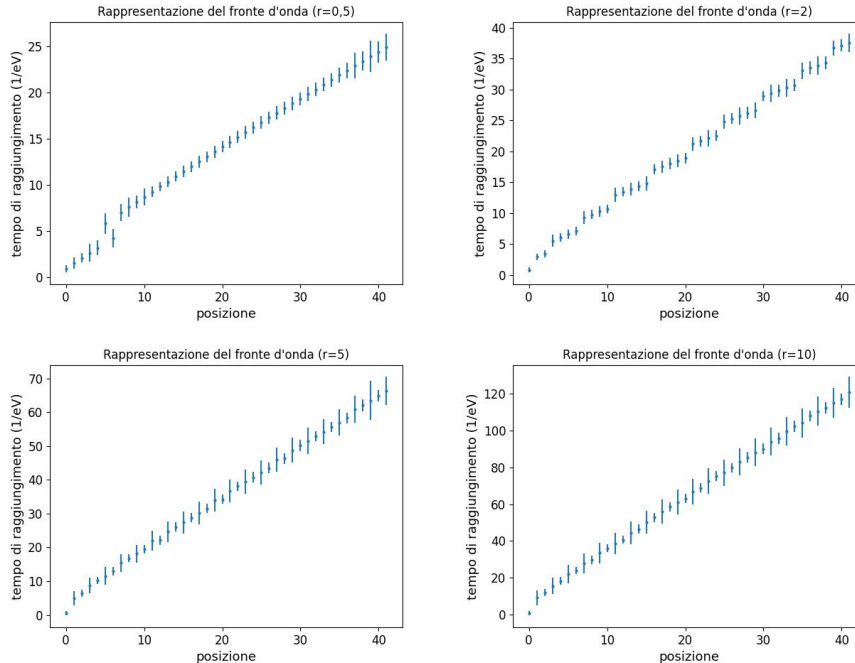 Rappresentazione del fronte d'onda (r=0,5)
tempo di raggiungimento (1/eV)
25
20
15
10
5
0
0 10 20 30 40
posizione
Rappresentazione del fronte d'onda (r=2)
tempo di raggiungimento (1/eV)
40
35
30
25
20
15
10
5
0
0 10 20 30 40
posizione
Rappresentazione del fronte d'onda (r=5)
tempo di raggiungimento (1/eV)
70
60
50
40
30
20
10
0
0 10 20 30 40
posizione
Rappresentazione del fronte d'onda (r=10)
tempo di raggiungimento (1/eV)
120
100
80
60
40
20
0
0 10 20 30 40
posizione